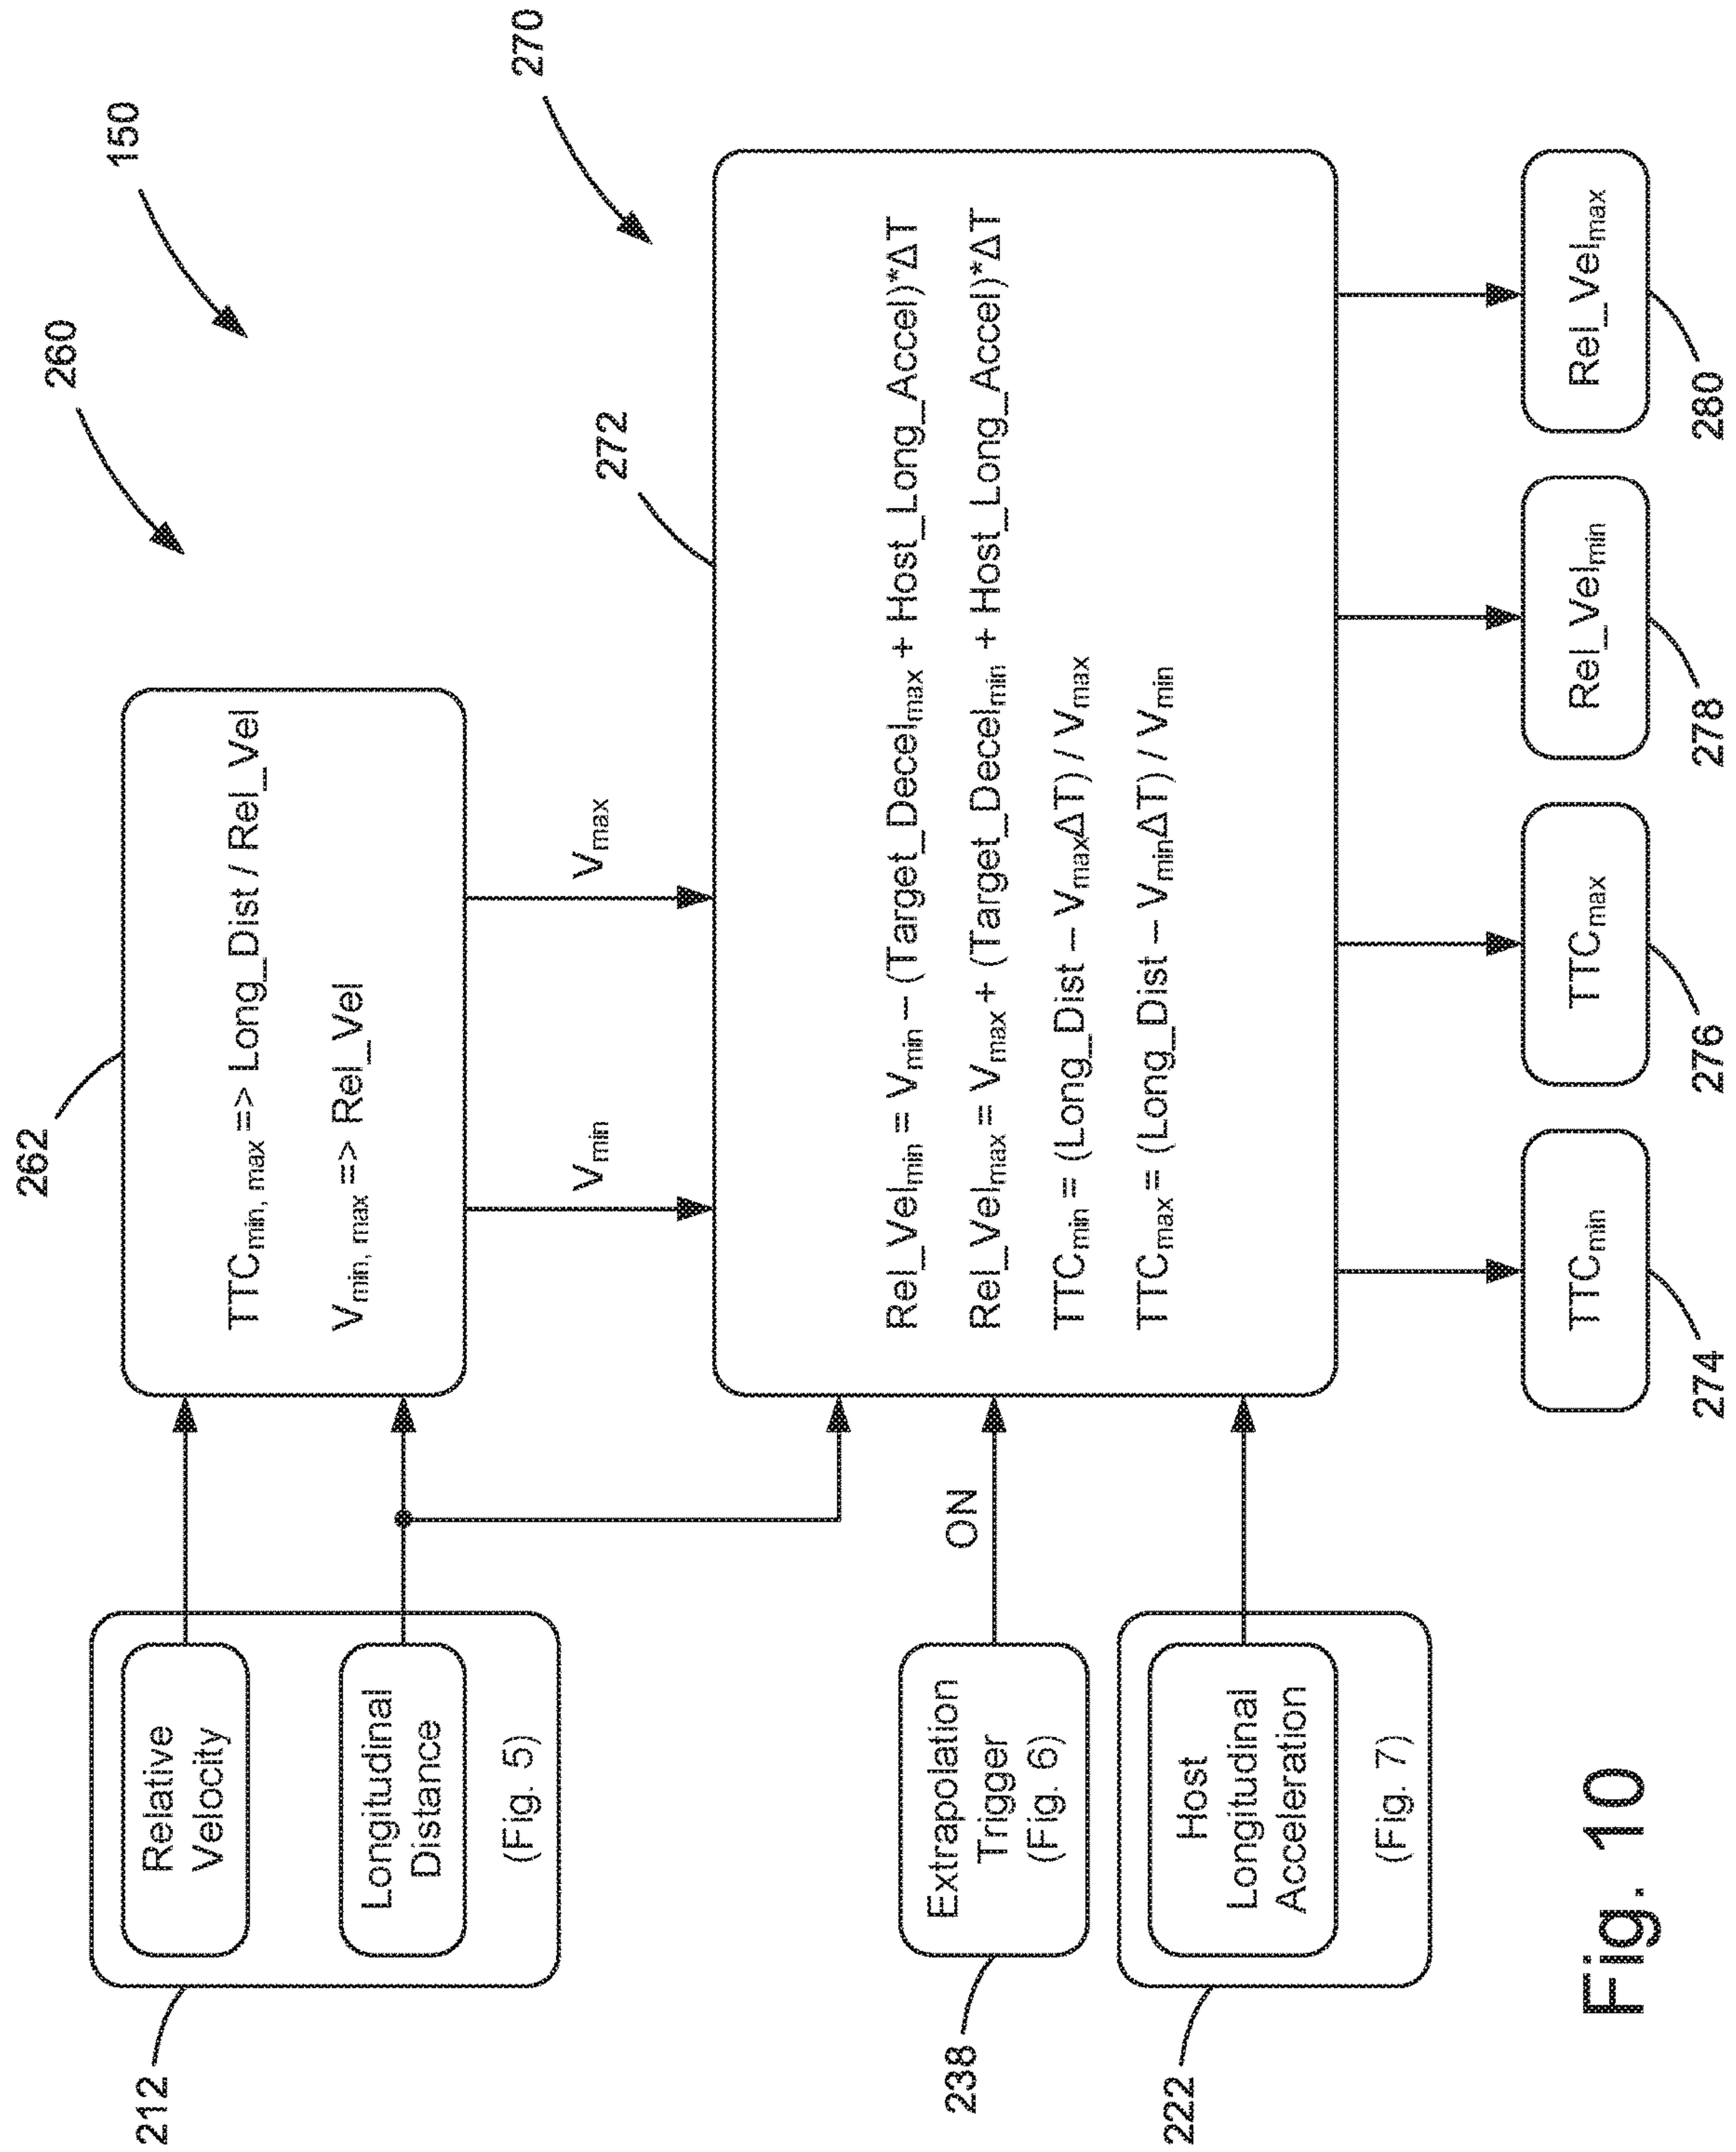 150
260
270
212
Relative
Velocity
Longitudinal
Distance
(Fig. 5)
262
TTCmin, max => Long_Dist / Rel_Vel
Vmin, max => Rel_Vel
Vmin
Vmax
272
238
Extrapolation
Trigger
(Fig. 6)
ON
222
Host
Longitudinal
Acceleration
(Fig. 7)
Rel_Velmin = Vmin – (Target_Decelmax + Host_Long_Accel)*ΔT
Rel_Velmax = Vmax + (Target_Decelmin + Host_Long_Accel)*ΔT
TTCmin = (Long_Dist – VmaxΔT) / Vmax
TTCmax = (Long_Dist – VminΔT) / Vmin
TTCmin
TTCmax
Rel_Velmin
Rel_Velmax
274
276
278
280
Fig. 10